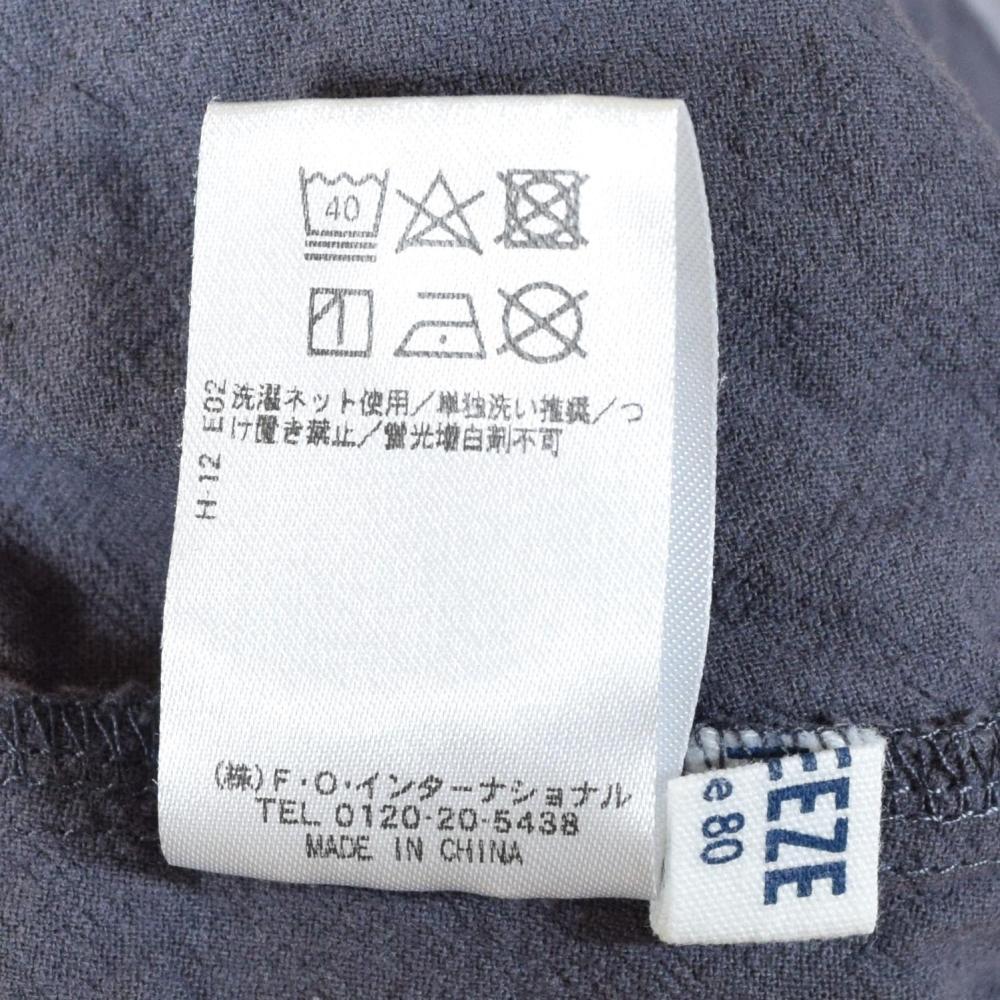 40
洗濯ネット使用/単独洗い推奨/つ
け置き禁止/蛍光増白剤不可
H-12 E02
(株)F・O・インターナショナル
TEL 0120-20-5438
MADE IN CHINA
EEZE
e 80